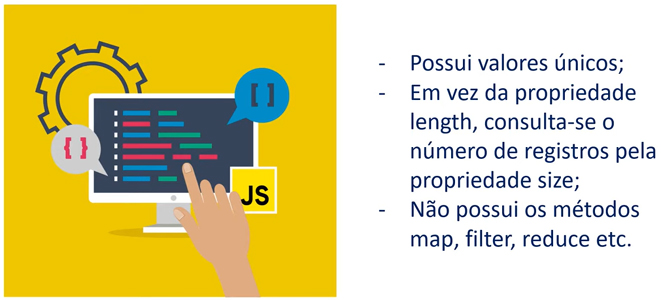 [ ]
{ }
JS
- Possui valores únicos;
- Em vez da propriedade
length, consulta-se o
número de registros pela
propriedade size;
- Não possui os métodos
map, filter, reduce etc.